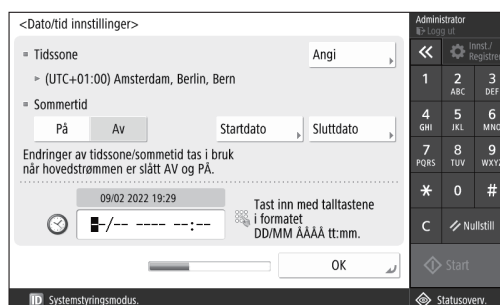 <Dato/tid innstillinger>
Tidssone
Angi
(UTC+01:00) Amsterdam, Berlin, Bern
Sommertid
På Av Startdato Sluttdato
Endringer av tidssone/sommetid tas i bruk
når hovedstrømmen er slått AV og PÅ.
09/02 2022 19:29
-/-- ---- --:--
Tast inn med talltastene
i formatet
DD/MM ÅÅÅÅ tt:mm.
OK
ID Systemstyringsmodus.
Administrator
Logg ut
Innst./
Registrer
1 2 3
ABC DEF
4 5 6
GHI JKL MNO
7 8 9
PQRS TUV WXYZ
* 0 #
C Nullstill
Start
Statusoverv.